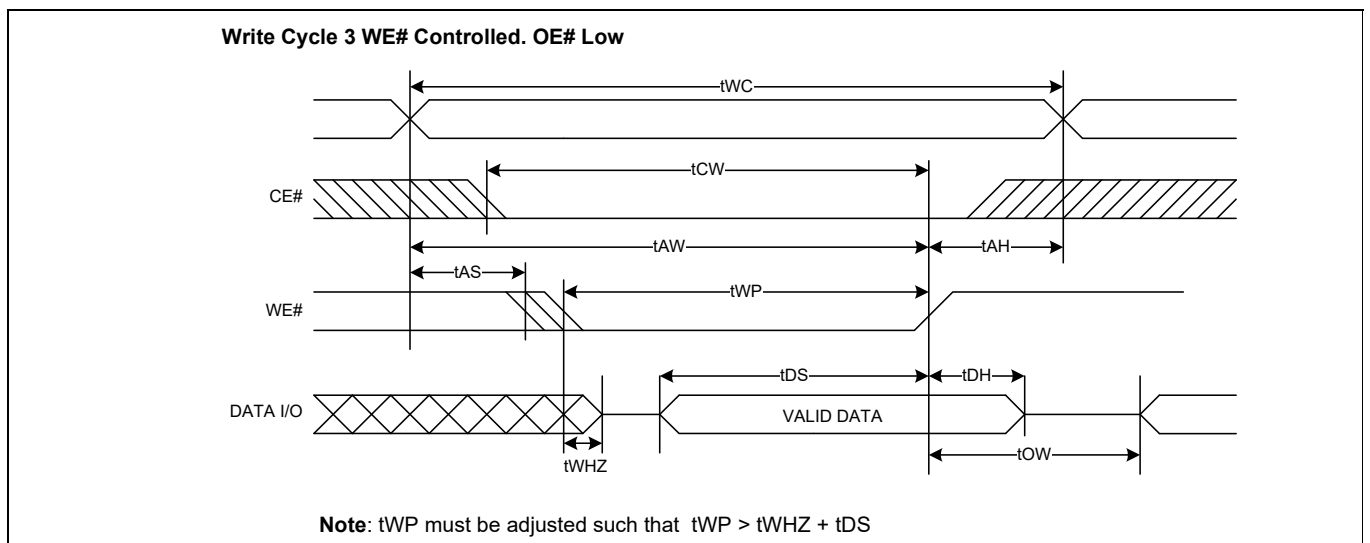 Write Cycle 3 WE# Controlled. OE# Low
tWC
tCW
CE#
tAW
tAH
tAS
tWP
WE#
tDS
tDH
DATA I/O
VALID DATA
tWHZ
tOW
Note: tWP must be adjusted such that tWP > tWHZ + tDS